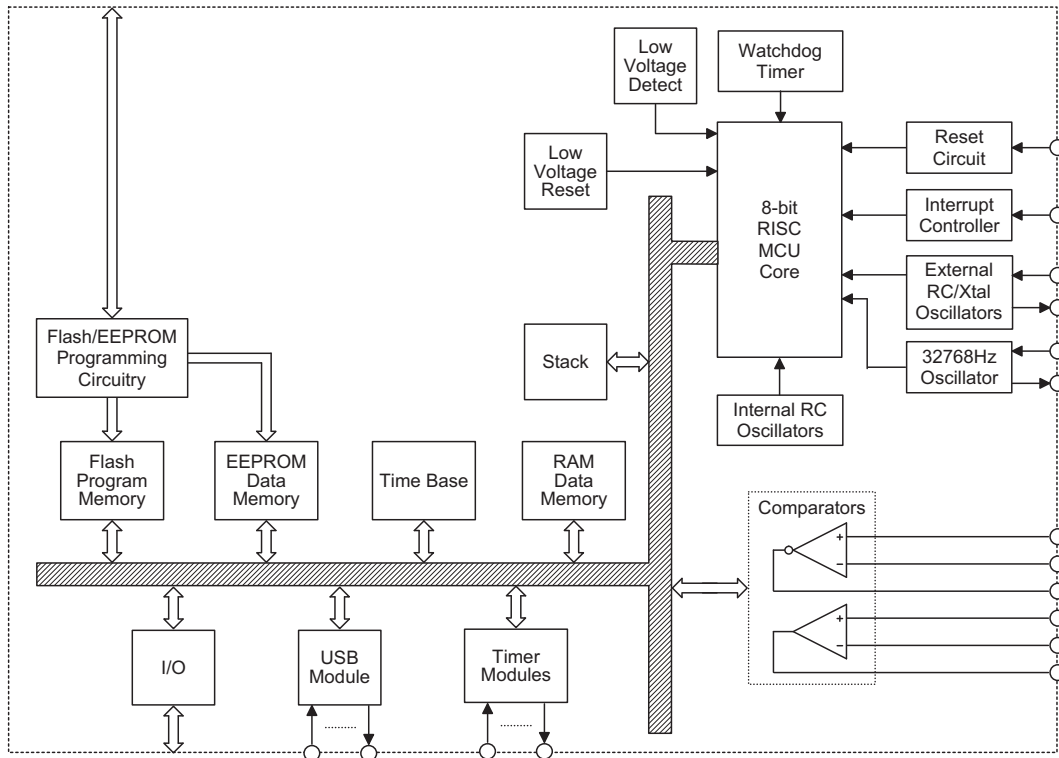 Low
Voltage
Detect
Watchdog
Timer
Low
Voltage
Reset
8-bit
RISC
MCU
Core
Reset
Circuit
Interrupt
Controller
External
RC/Xtal
Oscillators
32768Hz
Oscillator
Internal RC
Oscillators
Flash/EEPROM
Programming
Circuitry
Stack
Flash
Program
Memory
EEPROM
Data
Memory
Time Base
RAM
Data
Memory
Comparators
+
−
+
−
I/O
USB
Module
Timer
Modules